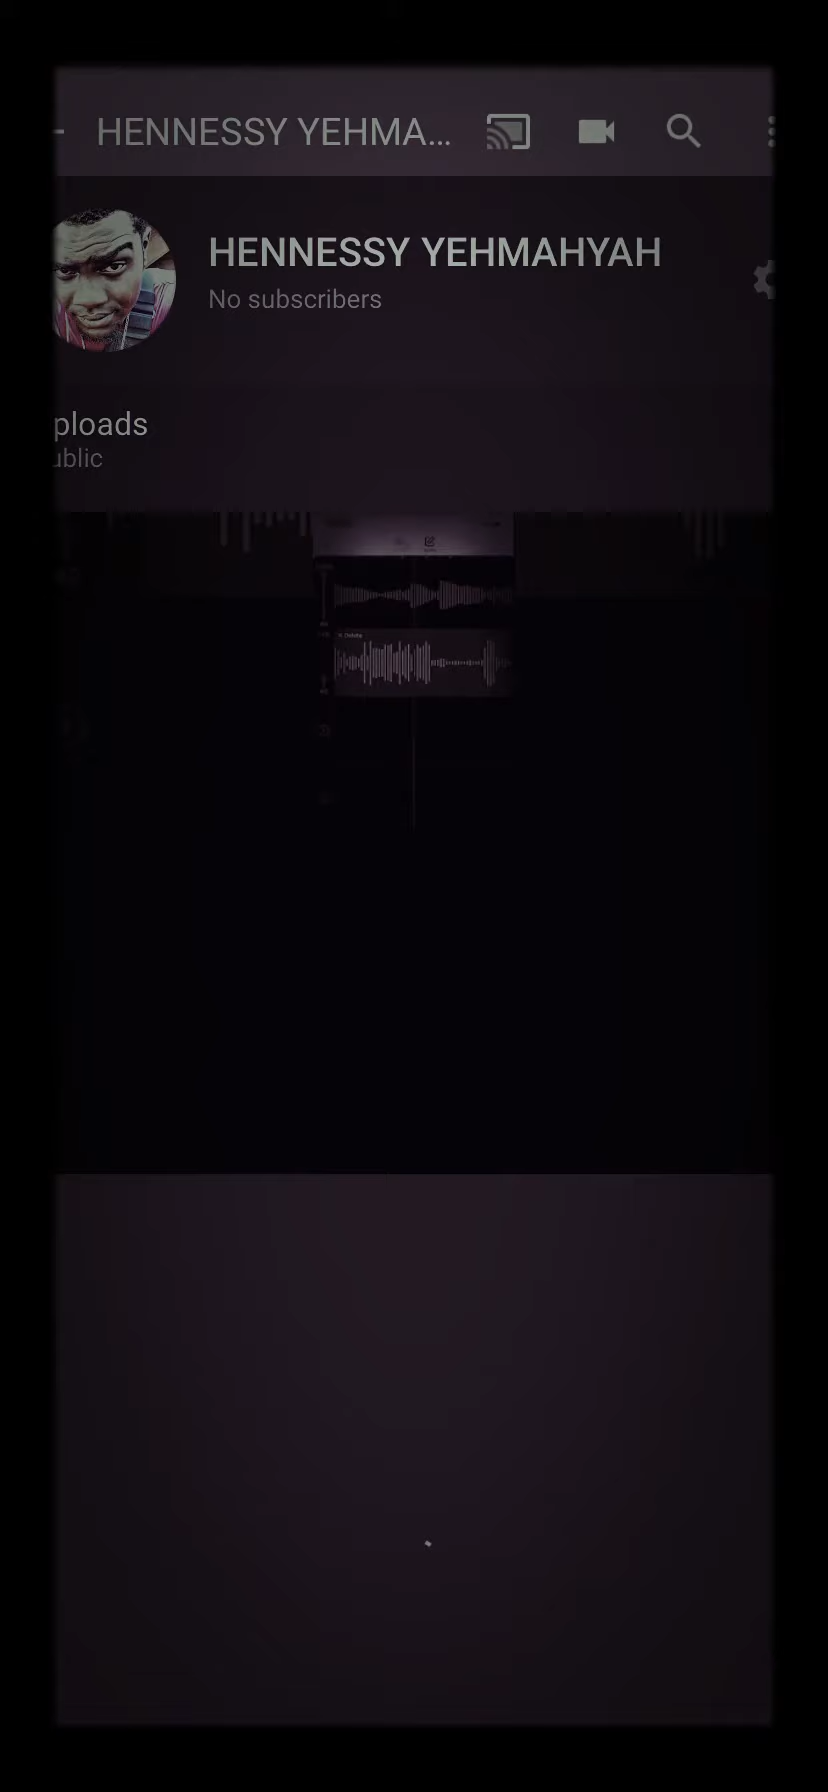 HENNESSY YEHMA...
HENNESSY YEHMAHYAH
No subscribers
ploads
ublic